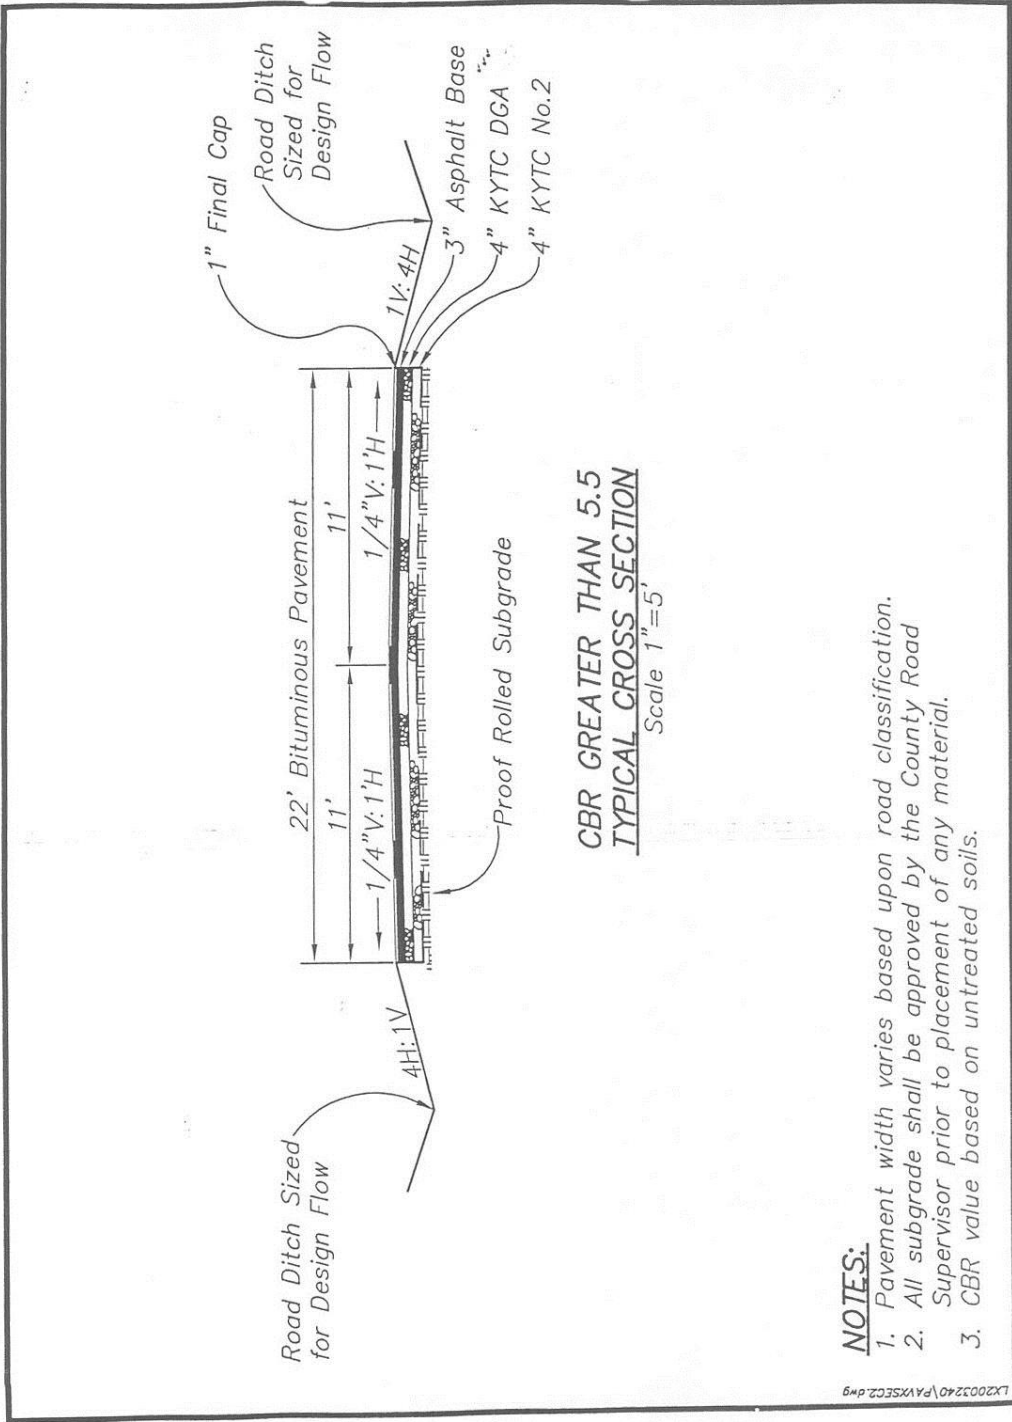 22' Bituminous Pavement
11'
11'
1/4"V:1'H
1/4"V:1'H
1" Final Cap
Road Ditch
Sized for
Design Flow
Road Ditch Sized
for Design Flow
4H:1V
1V:4H
3" Asphalt Base
4" KYTC DGA
4" KYTC No.2
Proof Rolled Subgrade
CBR GREATER THAN 5.5
TYPICAL CROSS SECTION
Scale 1"=5'
NOTES:
1. Pavement width varies based upon road classification.
2. All subgrade shall be approved by the County Road
Supervisor prior to placement of any material.
3. CBR value based on untreated soils.
LX2003240\PAVXSEC2.dwg